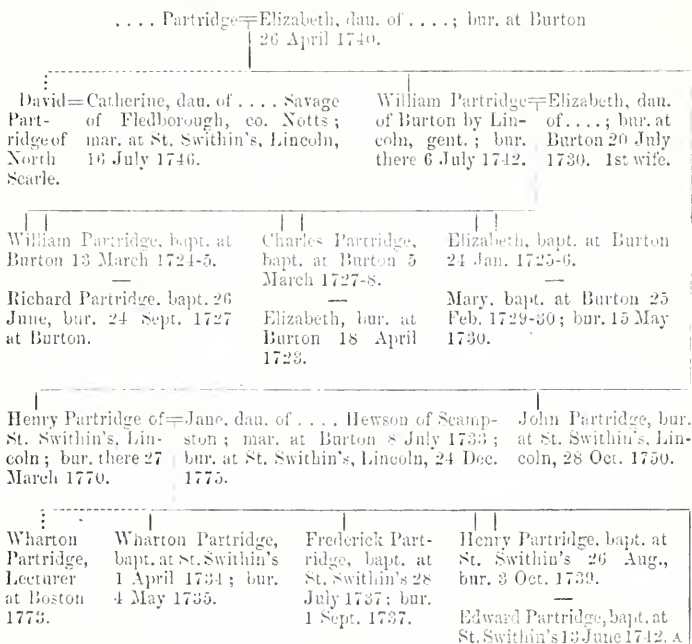 .... Partridge=Elizabeth, dau. of ....; bur. at Burton
26 April 1740.
David=Catherine, dau. of .... Savage
Part- of Fledborough, co. Notts;
ridge of mar. at St. Swithin's, Lincoln,
North 16 July 1746.
Scarle.
William Partridge=Elizabeth, dau.
of Burton by Lin- of....; bur. at
coln, gent.; bur. Burton 20 July
there 6 July 1742. 1730. 1st wife.
William Partridge, bapt. at
Burton 13 March 1724-5.
—
Richard Partridge, bapt. 26
June, bur. 24 Sept. 1727
at Burton.
Charles Partridge,
bapt. at Burton 5
March 1727-8.
—
Elizabeth, bur. at
Burton 18 April
1723.
Elizabeth, bapt. at Burton
24 Jan. 1725-6.
—
Mary, bapt. at Burton 25
Feb. 1729-30; bur. 15 May
1730.
Henry Partridge of=Jane, dau. of .... Hewson of Scamp-
St. Swithin's, Lin- ston; mar. at Burton 8 July 1733;
coln; bur. there 27 bur. at St. Swithin's, Lincoln, 24 Dec.
March 1770. 1775.
John Partridge, bur.
at St. Swithin's, Lin-
coln, 28 Oct. 1750.
Wharton
Partridge,
Lecturer
at Boston
1773.
Wharton Partridge,
bapt. at St. Swithin's
1 April 1734; bur.
4 May 1735.
Frederick Part-
ridge, bapt. at
St. Swithin's 28
July 1737; bur.
1 Sept. 1737.
Henry Partridge, bapt. at
St. Swithin's 26 Aug.,
bur. 3 Oct. 1739.
—
Edward Partridge, bapt. at
St. Swithin's 13 June 1742. A